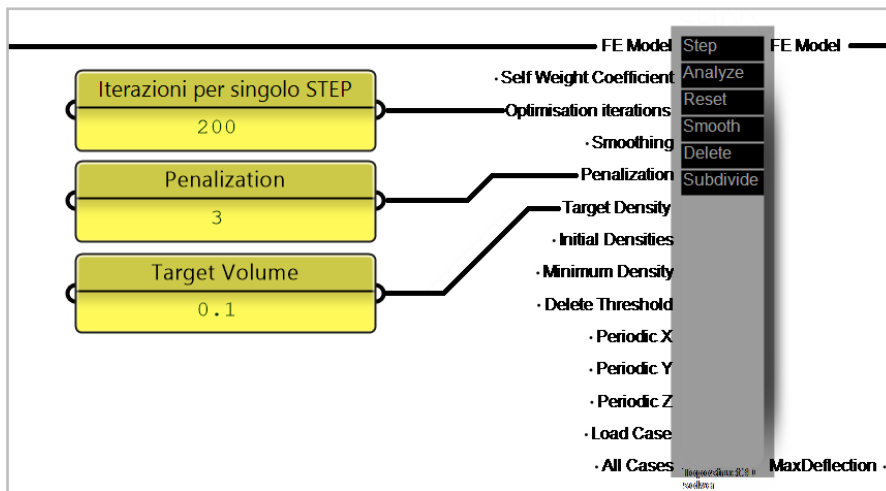 FE Model
Step
FE Model
Iterazioni per singolo STEP
200
Self Weight Coefficient
Analyze
Optimisation iterations
Reset
Smoothing
Smooth
Penalization
3
Penalization
Delete
Target Density
Subdivide
Target Volume
0.1
Initial Densities
Minimum Density
Delete Threshold
Periodic X
Periodic Y
Periodic Z
Load Case
All Cases
MaxDeflection